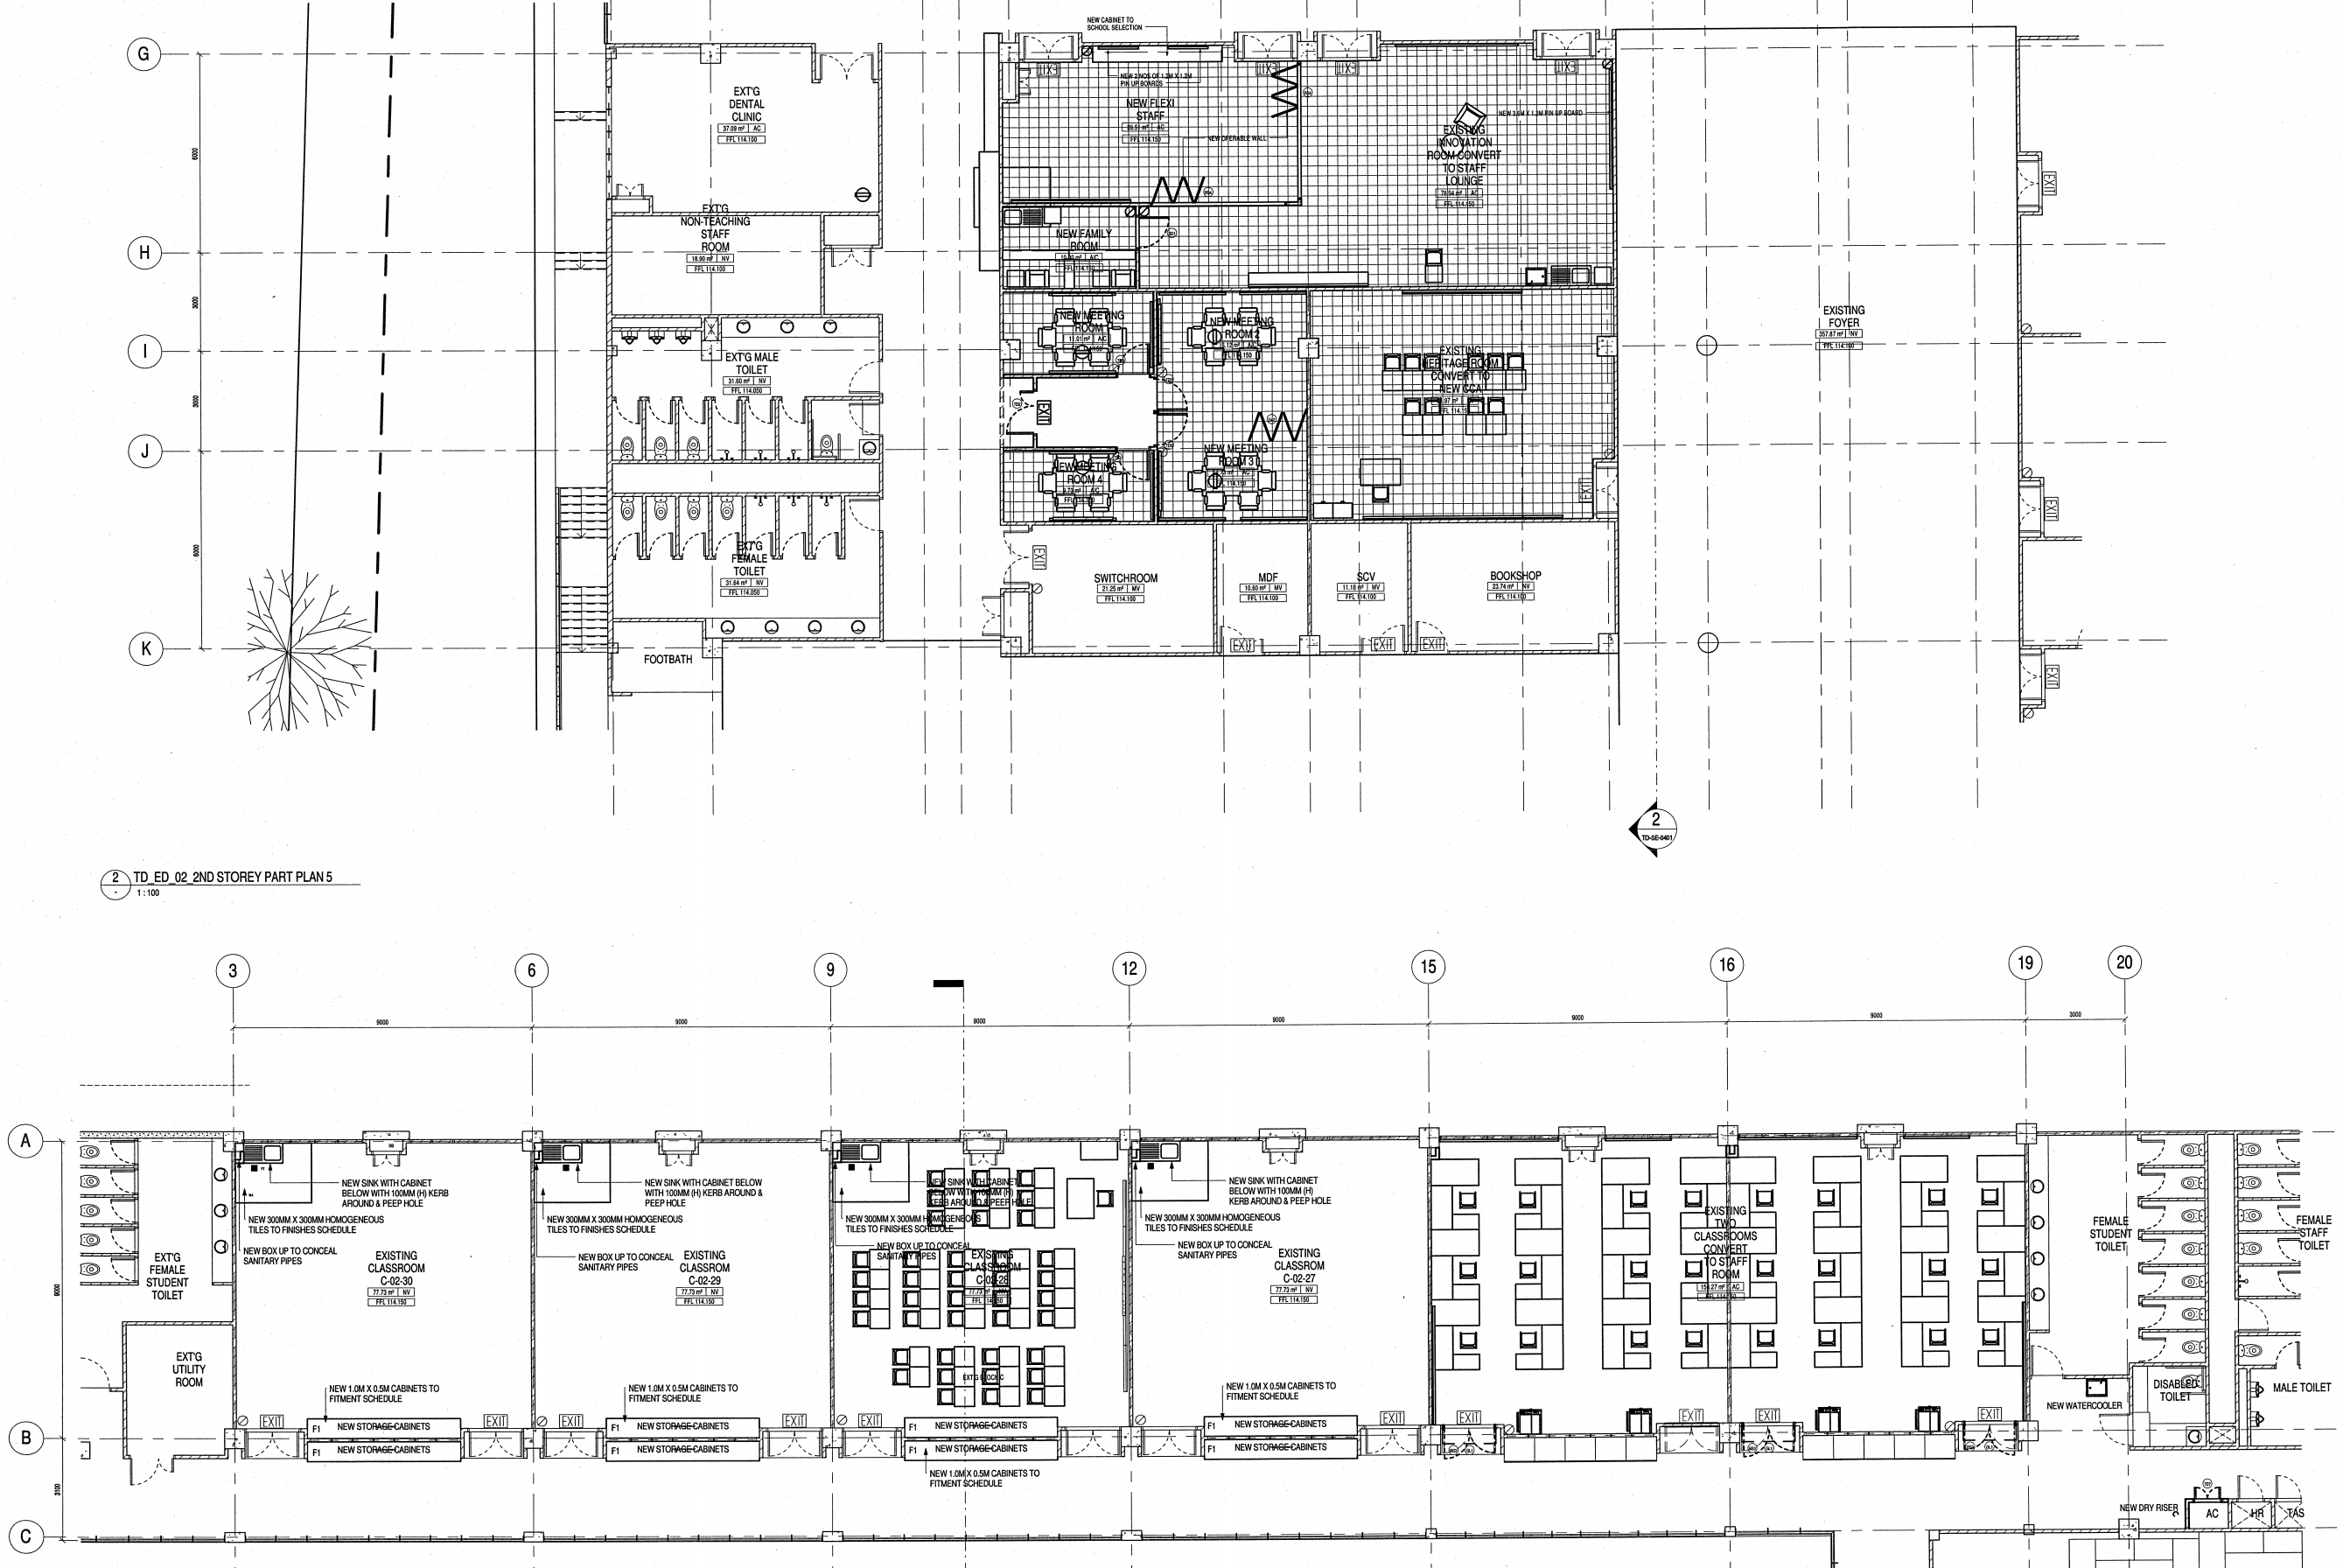 NEW CABINET TO
SCHOOL SELECTION
G
EXT'G
DENTAL
CLINIC
37.09 m² AC
FFL 114.100
EXIT
EXIT
EXIT
EXIT
NEW 2 NOS OF 1.2M X 1.2M
PIN UP BOARDS
NEW FLEXI
STAFF
FFL 114.150
NEW OPERABLE WALL
NEW 3.6M X 1.2M PIN UP BOARD
EXISTING
INNOVATION
ROOM CONVERT
TO STAFF
LOUNGE
78.94 m² AC
FFL 114.150
EXIT
6000
H
EXT'G
NON-TEACHING
STAFF
ROOM
18.90 m² NV
FFL 114.100
NEW FAMILY
ROOM
FFL 114.150
3000
EXISTING
FOYER
357.87 m² NV
FFL 114.100
I
EXT'G MALE
TOILET
31.60 m² NV
FFL 114.050
NEW MEETING
ROOM
11.01 m² A/C
NEW MEETING
ROOM 2
EXISTING
HERITAGE ROOM
CONVERT TO
NEW CCA
3000
EXIT
J
NEW MEETING
ROOM 4
NEW MEETING
ROOM 3
EXIT
EXIT
6000
EXT'G
FEMALE
TOILET
31.64 m² NV
FFL 114.050
EXIT
SWITCHROOM
21.25 m² MV
FFL 114.100
MDF
10.60 m² MV
FFL 114.100
SCV
11.18 m² MV
FFL 114.100
BOOKSHOP
23.74 m² NV
FFL 114.100
K
FOOTBATH
EXIT
EXIT
EXIT
EXIT
2
TD-SE-0401
2 TD_ED_02_2ND STOREY PART PLAN 5
1 : 100
3 6 9 12 15 16 19 20
9000 9000 9000 9000 9000 9000 3000
A
NEW SINK WITH CABINET
BELOW WITH 100MM (H) KERB
AROUND & PEEP HOLE
NEW 300MM X 300MM HOMOGENEOUS
TILES TO FINISHES SCHEDULE
NEW BOX UP TO CONCEAL
SANITARY PIPES
EXISTING
CLASSROOM
C-02-30
77.73 m² NV
FFL 114.150
NEW SINK WITH CABINET BELOW
WITH 100MM (H) KERB AROUND &
PEEP HOLE
NEW 300MM X 300MM HOMOGENEOUS
TILES TO FINISHES SCHEDULE
NEW BOX UP TO CONCEAL
SANITARY PIPES
EXISTING
CLASSROM
C-02-29
77.73 m² NV
FFL 114.150
NEW SINK WITH CABINET
BELOW WITH 100MM (H)
KERB AROUND & PEEP HOLE
NEW 300MM X 300MM HOMOGENEOUS
TILES TO FINISHES SCHEDULE
NEW BOX UP TO CONCEAL
SANITARY PIPES
EXISTING
CLASSROOM
C-02-28
77.73 m² NV
NEW SINK WITH CABINET
BELOW WITH 100MM (H)
KERB AROUND & PEEP HOLE
NEW 300MM X 300MM HOMOGENEOUS
TILES TO FINISHES SCHEDULE
NEW BOX UP TO CONCEAL
SANITARY PIPES
EXISTING
CLASSROM
C-02-27
77.73 m² NV
FFL 114.150
EXISTING
TWO
CLASSROOMS
CONVERT
TO STAFF
ROOM
FEMALE
STUDENT
TOILET
FEMALE
STAFF
TOILET
EXT'G
FEMALE
STUDENT
TOILET
9000
EXT'G
UTILITY
ROOM
NEW 1.0M X 0.5M CABINETS TO
FITMENT SCHEDULE
NEW 1.0M X 0.5M CABINETS TO
FITMENT SCHEDULE
EXT'G BLOCK C
NEW 1.0M X 0.5M CABINETS TO
FITMENT SCHEDULE
DISABLED
TOILET
MALE TOILET
NEW WATERCOOLER
B
EXIT F1 NEW STORAGE CABINETS EXIT
F1 NEW STORAGE CABINETS
EXIT F1 NEW STORAGE CABINETS EXIT
F1 NEW STORAGE CABINETS
EXIT F1 NEW STORAGE CABINETS
F1 NEW STORAGE CABINETS
F1 NEW STORAGE CABINETS EXIT
F1 NEW STORAGE CABINETS
EXIT EXIT EXIT EXIT
NEW 1.0M X 0.5M CABINETS TO
FITMENT SCHEDULE
3100
NEW DRY RISER
AC HR TAS
C